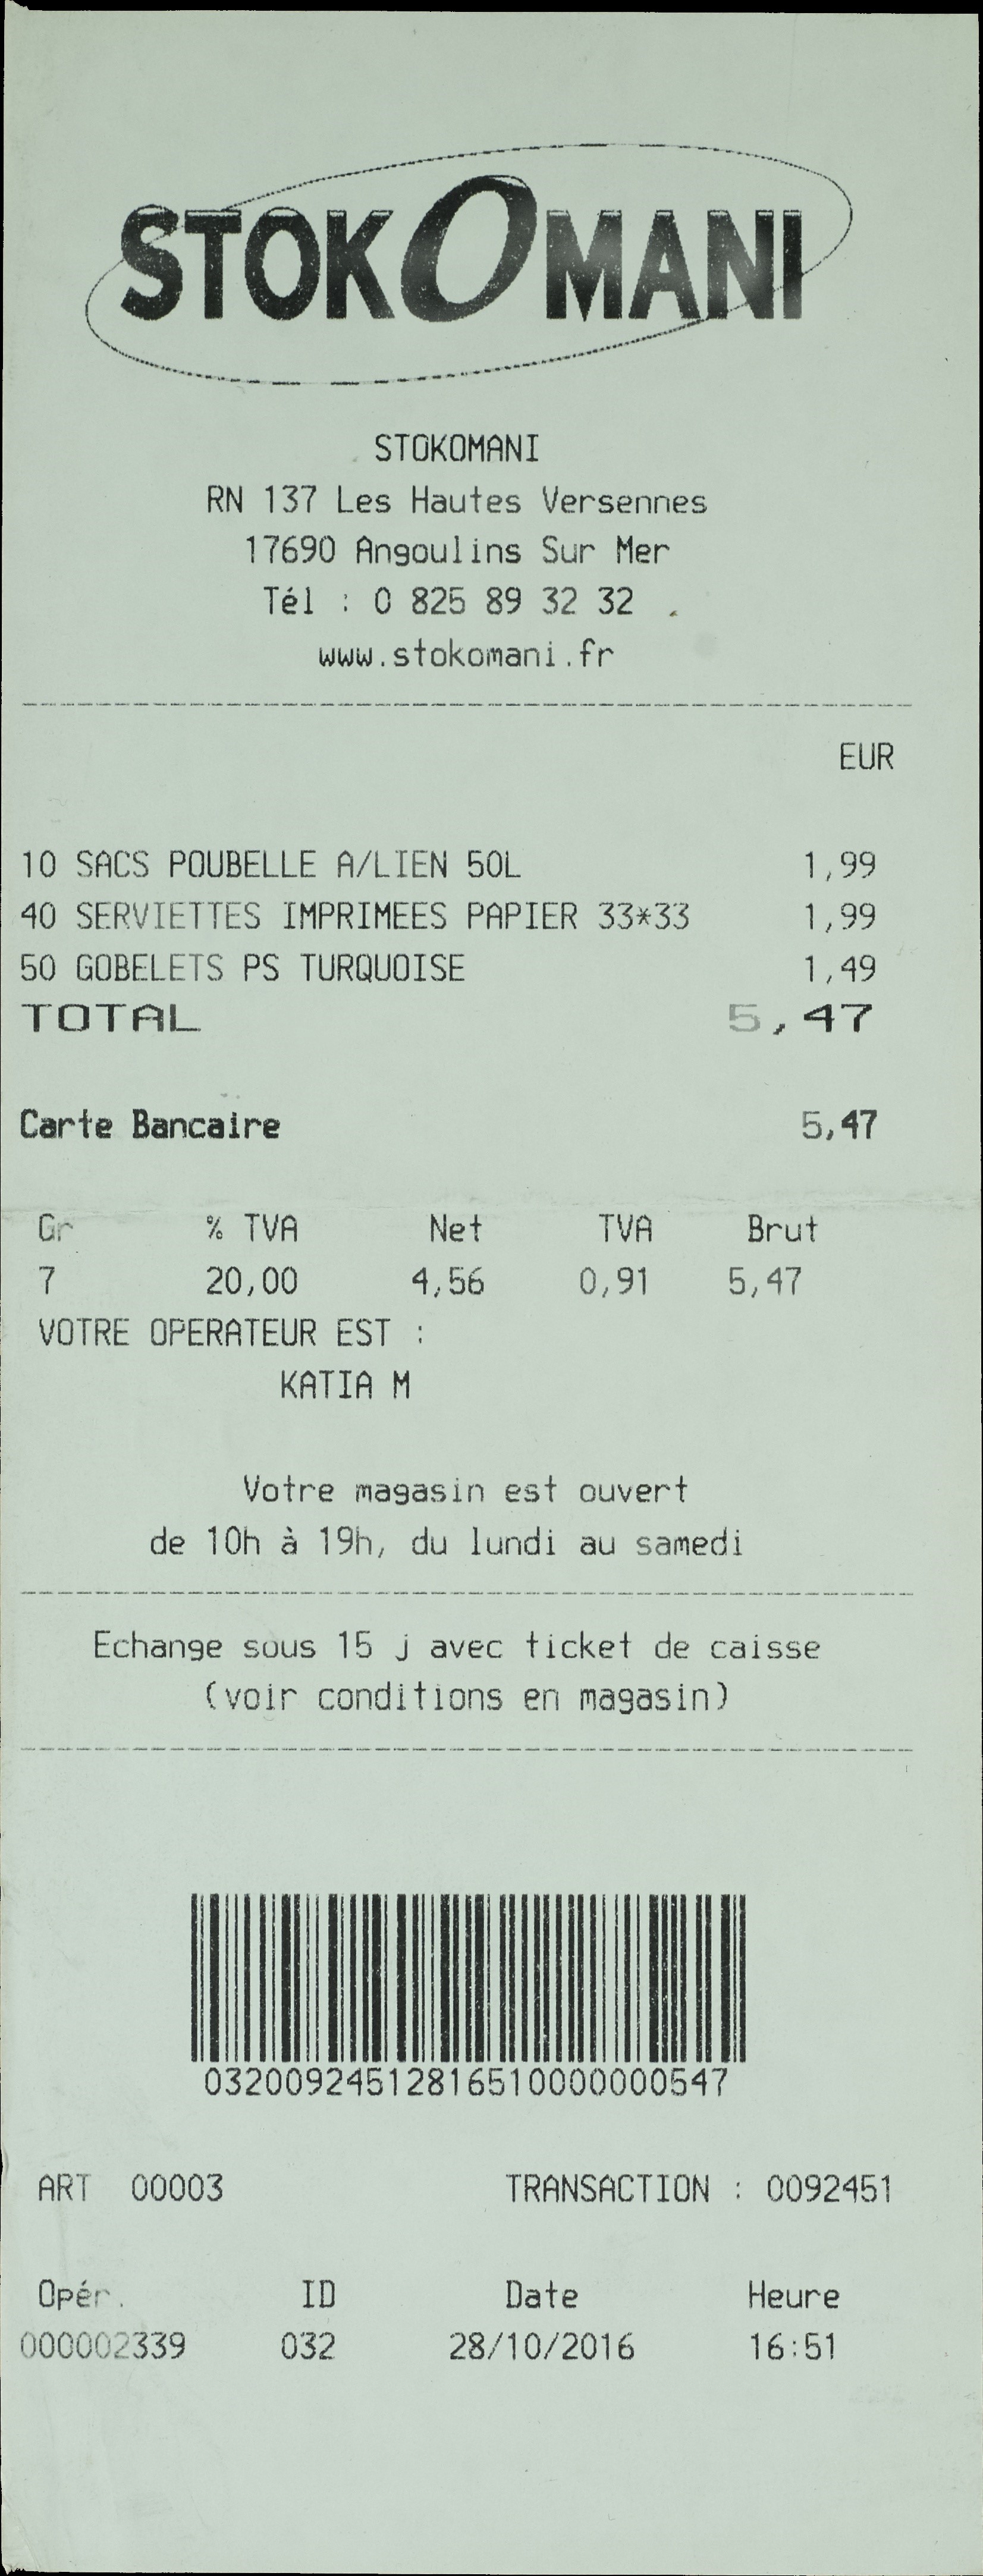 STOKOMANI
STOKOMANI
RN 137 Les Hautes Versennes
17690 Angoulins Sur Mer
Tél : 0 825 89 32 32
www.stokomani.fr
EUR
10 SACS POUBELLE A/LIEN 50L 1,99
40 SERVIETTES IMPRIMEES PAPIER 33*33 1,99
50 GOBELETS PS TURQUOISE 1,49
TOTAL 5,47
Carte Bancaire 5,47
Gr % TVA Net TVA Brut
7 20,00 4,56 0,91 5,47
VOTRE OPERATEUR EST :
KATIA M
Votre magasin est ouvert
de 10h à 19h, du lundi au samedi
Echange sous 15 j avec ticket de caisse
(voir conditions en magasin)
03200924512816510000000547
ART 00003 TRANSACTION : 0092451
Opér. ID Date Heure
000002339 032 28/10/2016 16:51